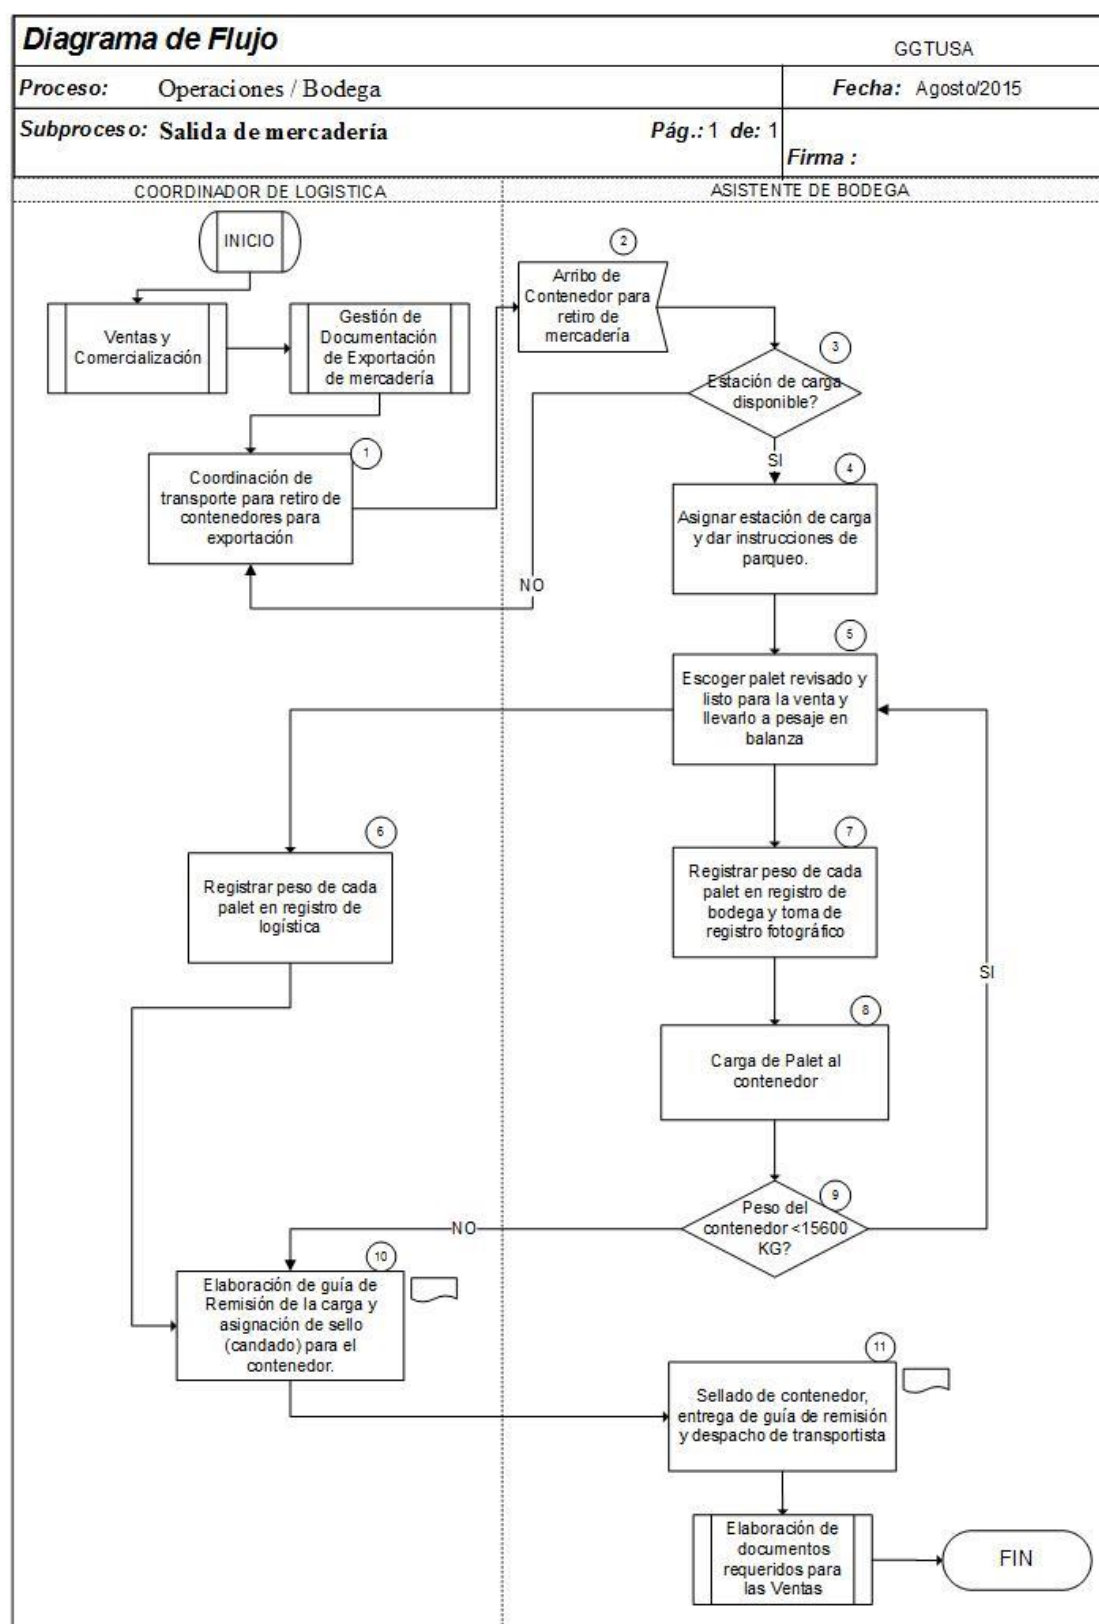 Diagrama de Flujo
GGTUSA
Proceso: Operaciones / Bodega
Fecha: Agosto/2015
Subproceso: Salida de mercadería
Pág.: 1 de: 1
Firma :
COORDINADOR DE LOGISTICA
ASISTENTE DE BODEGA
INICIO
Ventas y
Comercialización
Gestión de
Documentación
de Exportación
de mercadería
1
Coordinación de
transporte para retiro de
contenedores para
exportación
2
Arribo de
Contenedor para
retiro de
mercadería
3
Estación de carga
disponible?
SI
NO
4
Asignar estación de carga
y dar instrucciones de
parqueo.
5
Escoger palet revisado y
listo para la venta y
llevarlo a pesaje en
balanza
6
Registrar peso de cada
palet en registro de
logística
7
Registrar peso de cada
palet en registro de
bodega y toma de
registro fotográfico
SI
8
Carga de Palet al
contenedor
9
Peso del
contenedor <15600
KG?
NO
10
Elaboración de guía de
Remisión de la carga y
asignación de sello
(candado) para el
contenedor.
11
Sellado de contenedor,
entrega de guía de remisión
y despacho de transportista
Elaboración de
documentos
requeridos para
las Ventas
FIN